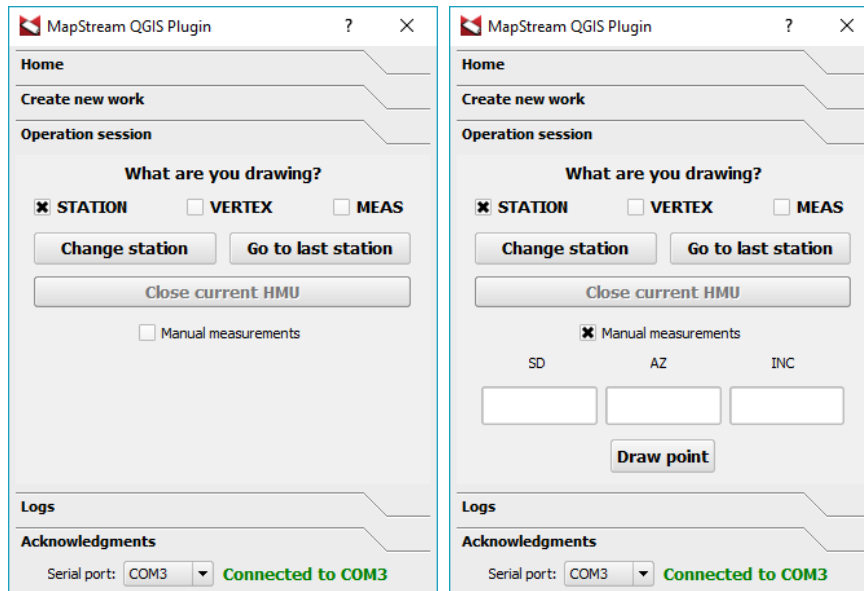 MapStream QGIS Plugin ? ×
Home
Create new work
Operation session
What are you drawing?
STATION VERTEX MEAS
Change station Go to last station
Close current HMU
Manual measurements
Logs
Acknowledgments
Serial port: COM3 Connected to COM3
MapStream QGIS Plugin ? ×
Home
Create new work
Operation session
What are you drawing?
STATION VERTEX MEAS
Change station Go to last station
Close current HMU
Manual measurements
SD AZ INC
Draw point
Logs
Acknowledgments
Serial port: COM3 Connected to COM3